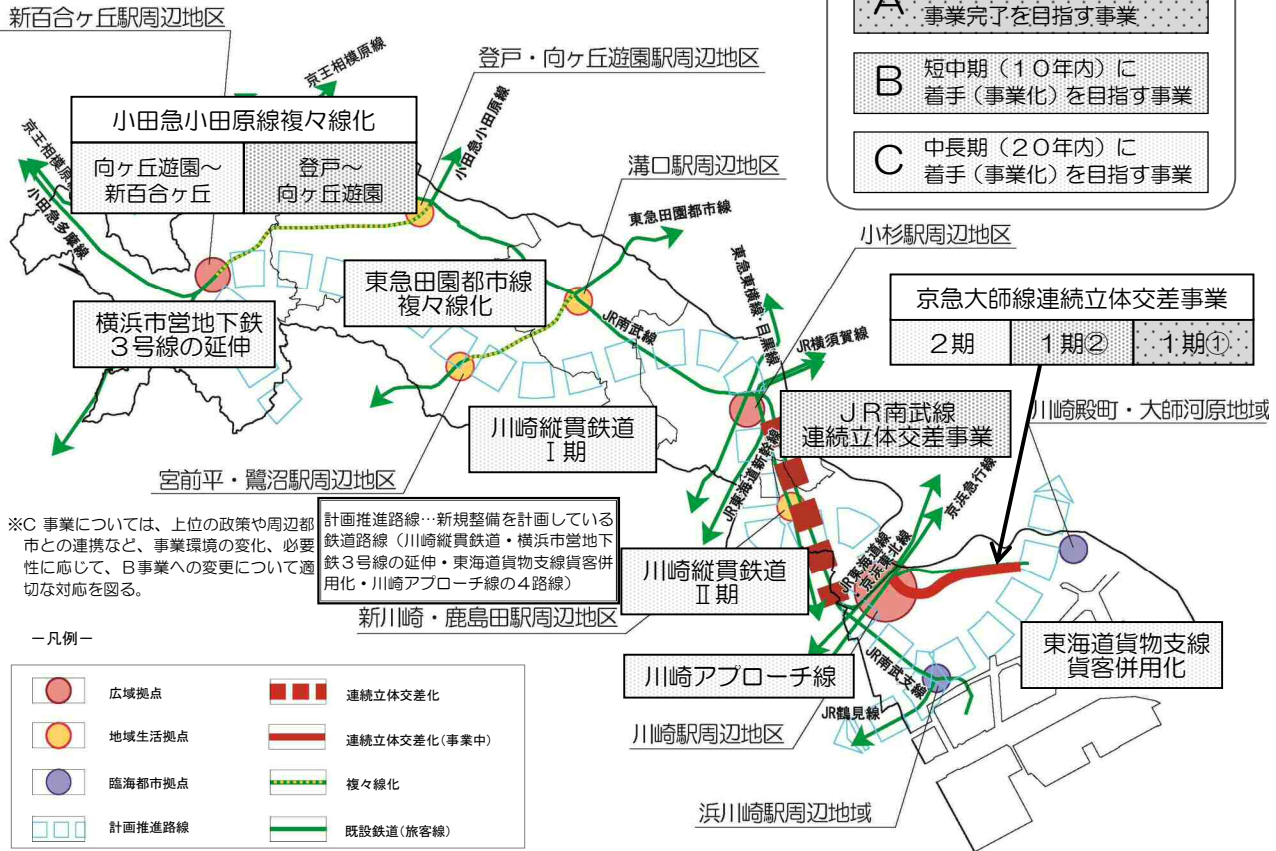 新百合ヶ丘駅周辺地区
京王相模原線
登戸・向ヶ丘遊園駅周辺地区
A
事業完了を目指す事業
B 短中期（10年内）に
着手（事業化）を目指す事業
C 中長期（20年内）に
着手（事業化）を目指す事業
小田急小田原線複々線化
向ヶ丘遊園～
新百合ヶ丘
登戸～
向ヶ丘遊園
京王相模原
小田急多摩線
小田急小田原線
溝口駅周辺地区
東急田園都市線
小杉駅周辺地区
東急東横線・目黒線
JR横須賀線
横浜市営地下鉄
３号線の延伸
東急田園都市線
複々線化
JR南武線
京急大師線連続立体交差事業
２期
１期②
１期①
川崎縦貫鉄道
Ⅰ期
ＪＲ南武線
連続立体交差事業
川崎殿町・大師河原地域
宮前平・鷺沼駅周辺地区
JR東海道新幹線
京浜急行線
※C 事業については、上位の政策や周辺都
市との連携など、事業環境の変化、必要
性に応じて、B事業への変更について適
切な対応を図る。
計画推進路線…新規整備を計画している
鉄道路線（川崎縦貫鉄道・横浜市営地下
鉄３号線の延伸・東海道貨物支線貨客併
用化・川崎アプローチ線の４路線）
川崎縦貫鉄道
Ⅱ期
JR東海道線
・京浜東北線
新川崎・鹿島田駅周辺地区
川崎アプローチ線
JR南武支線
東海道貨物支線
貨客併用化
JR鶴見線
川崎駅周辺地区
浜川崎駅周辺地域
－凡例－
広域拠点
連続立体交差化
地域生活拠点
連続立体交差化(事業中)
臨海都市拠点
複々線化
計画推進路線
既設鉄道(旅客線)